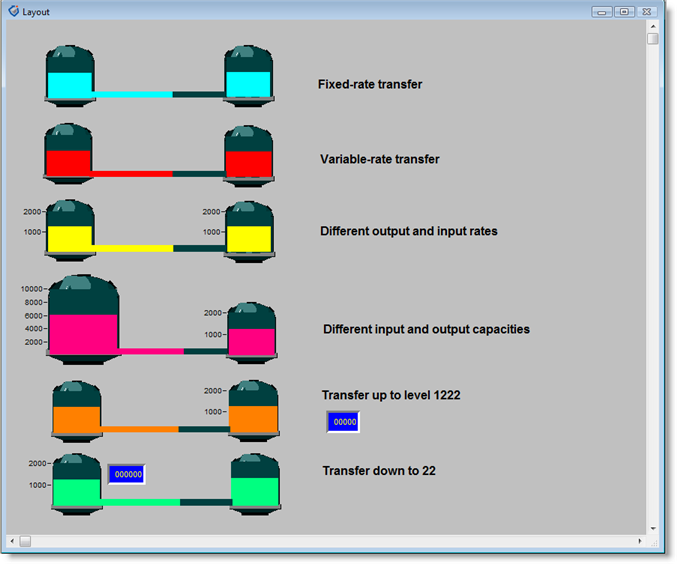 Layout
Fixed-rate transfer
Variable-rate transfer
2000 2000
1000 1000
Different output and input rates
10000
8000
6000
4000
2000
2000
1000
Different input and output capacities
2000
1000
Transfer up to level 1222
00000
2000
1000
000000
Transfer down to 22